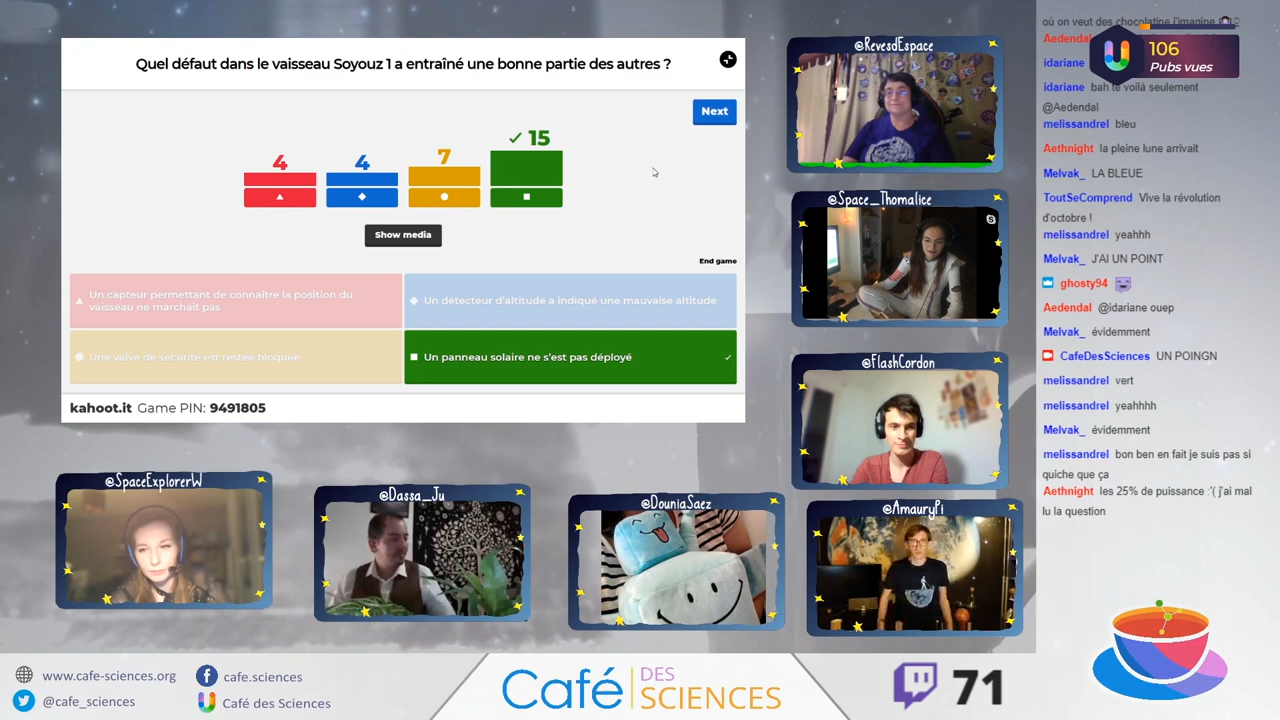 Quel défaut dans le vaisseau Soyouz 1 a entraîné une bonne partie des autres ?
Next
4
4
7
15
Show media
End game
Un capteur permettant de connaître la position du
vaisseau ne marchait pas
Un détecteur d'altitude a indiqué une mauvaise altitude
Une valve de sécurité est restée bloquée
Un panneau solaire ne s'est pas déployé
kahoot.it Game PIN: 9491805
@RevesdEspace
@Space_Thomalice
@FlashCordon
@SpaceExplorerW
@Dassa_Ju
@DouniaSaez
@AmauryPi
où on veut des chocolatine j'imagine
Aedendal
106
Pubs vues
idariane
idariane bah te voilà seulement
@Aedendal
melissandrel bleu
Aethnight la pleine lune arrivait
Melvak_ LA BLEUE
ToutSeComprend Vive la révolution
d'octobre !
melissandrel yeahhh
Melvak_ J'AI UN POINT
ghosty94
Aedendal @idariane ouep
Melvak_ évidemment
CafeDesSciences UN POINGN
melissandrel vert
melissandrel yeahhhh
Melvak_ évidemment
melissandrel bon ben en fait je suis pas si
quiche que ça
Aethnight les 25% de puissance :'( j'ai mal
lu la question
www.cafe-sciences.org
cafe.sciences
@cafe_sciences
Café des Sciences
Café DES SCIENCES
71